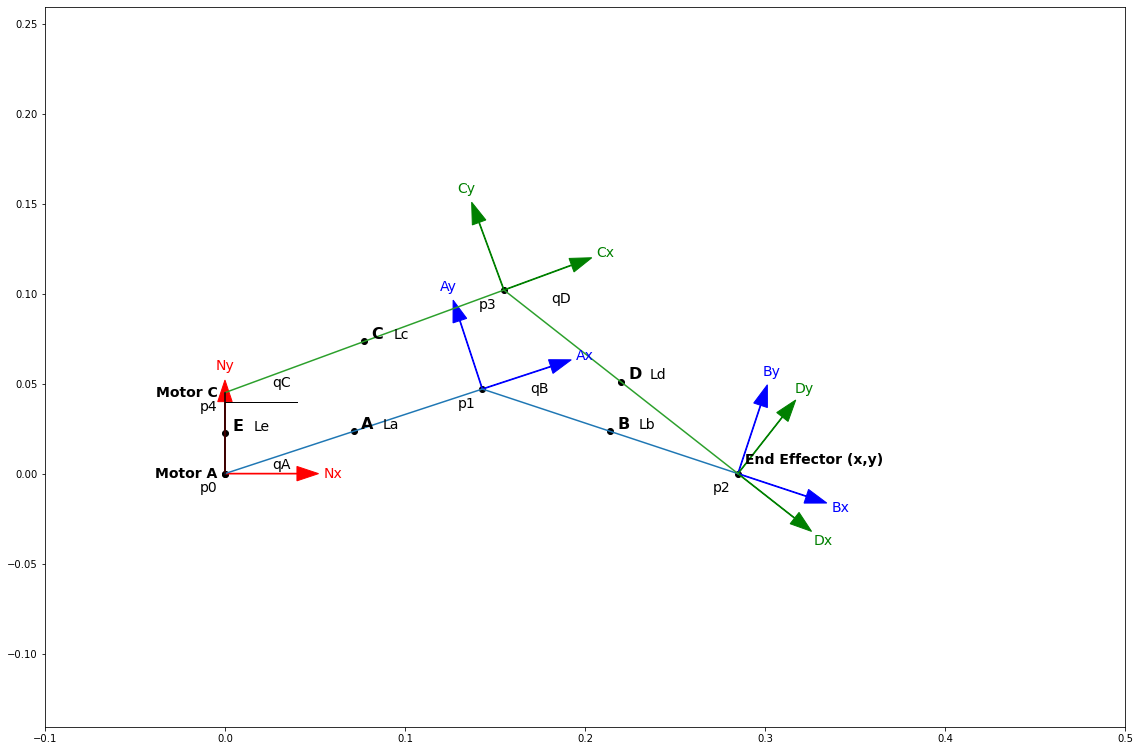 0.25
0.20
0.15
0.10
0.05
0.00
−0.05
−0.10
−0.1
0.0
0.1
0.2
0.3
0.4
0.5
Cy
Cx
Ay
p3
qD
C Lc
Ny
Ax
qC
qB
Motor C
p4
p1
D Ld
By
Dy
E Le
A La
B Lb
End Effector (x,y)
qA
Motor A
Nx
p0
p2
Bx
Dx